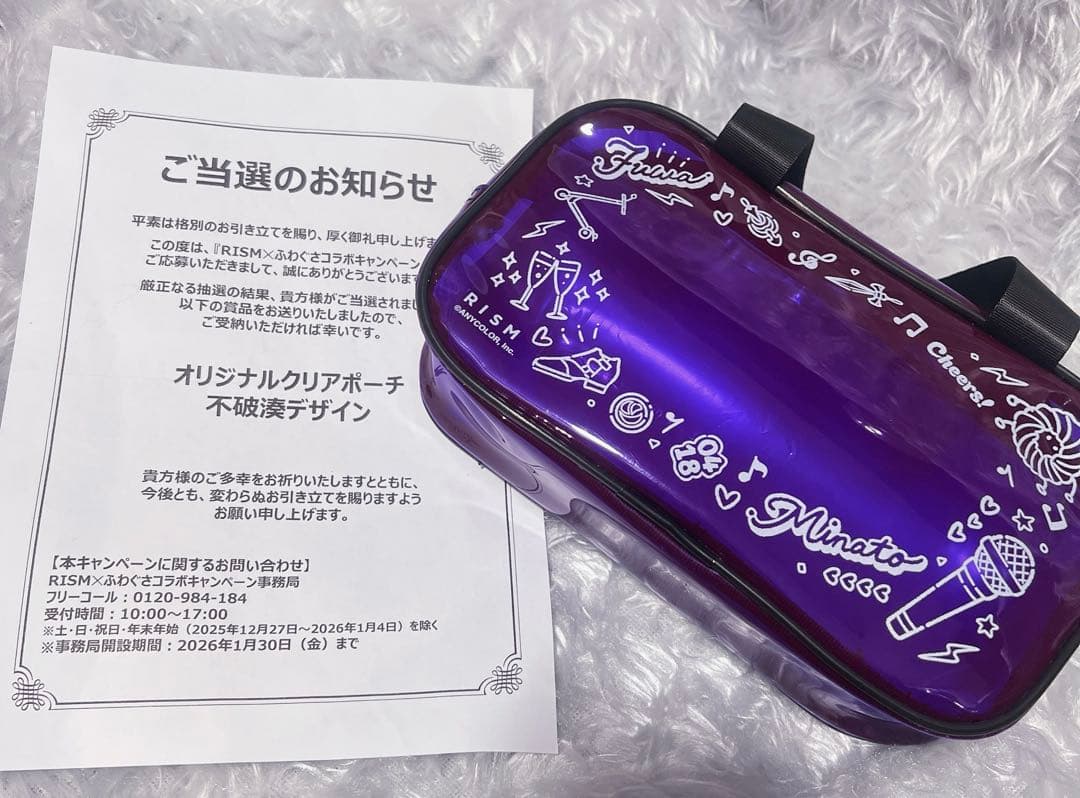 ご当選のお知らせ
平素は格別のお引き立てを賜り、厚く御礼申し上げま
この度は、『RISM×ふわぐさコラボキャンペーン
ご応募いただきまして、誠にありがとうございます
厳正なる抽選の結果、貴方様がご当選されまし
以下の賞品をお送りいたしましたので、
ご受納いただければ幸いです。
オリジナルクリアポーチ
不破湊デザイン
貴方様のご多幸をお祈りいたしますとともに、
今後とも、変わらぬお引き立てを賜りますよう
お願い申し上げます。
【本キャンペーンに関するお問い合わせ】
RISM×ふわぐさコラボキャンペーン事務局
フリーコール：0120-984-184
受付時間：10:00～17:00
※土・日・祝日・年末年始（2025年12月27日～2026年1月4日）を除く
※事務局開設期間：2026年1月30日（金）まで
Fuwa
RISM
©ANYCOLOR, Inc.
Cheers!
04
18
Minato